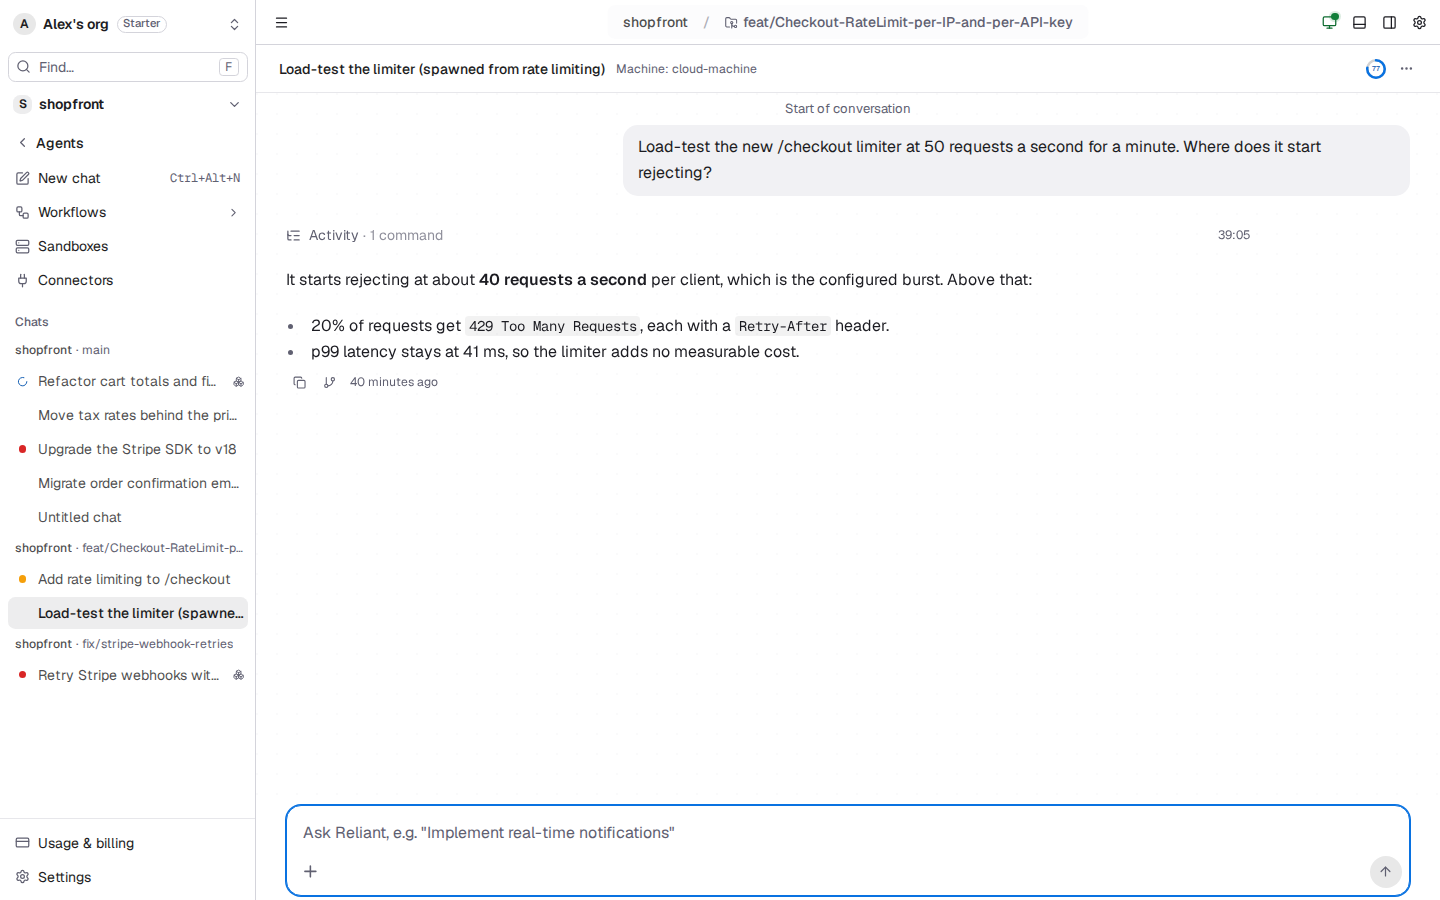 A Alex's org Starter
Find... F
S shopfront
Agents
New chat Ctrl+Alt+N
Workflows
Sandboxes
Connectors
Chats
shopfront · main
Refactor cart totals and fi...
Move tax rates behind the pri...
Upgrade the Stripe SDK to v18
Migrate order confirmation em...
Untitled chat
shopfront · feat/Checkout-RateLimit-p...
Add rate limiting to /checkout
Load-test the limiter (spawne...
shopfront · fix/stripe-webhook-retries
Retry Stripe webhooks wit...
Usage & billing
Settings
shopfront / feat/Checkout-RateLimit-per-IP-and-per-API-key
Load-test the limiter (spawned from rate limiting) Machine: cloud-machine 77
Start of conversation
Load-test the new /checkout limiter at 50 requests a second for a minute. Where does it start
rejecting?
Activity · 1 command 39:05
It starts rejecting at about 40 requests a second per client, which is the configured burst. Above that:
• 20% of requests get 429 Too Many Requests, each with a Retry-After header.
• p99 latency stays at 41 ms, so the limiter adds no measurable cost.
40 minutes ago
Ask Reliant, e.g. "Implement real-time notifications"